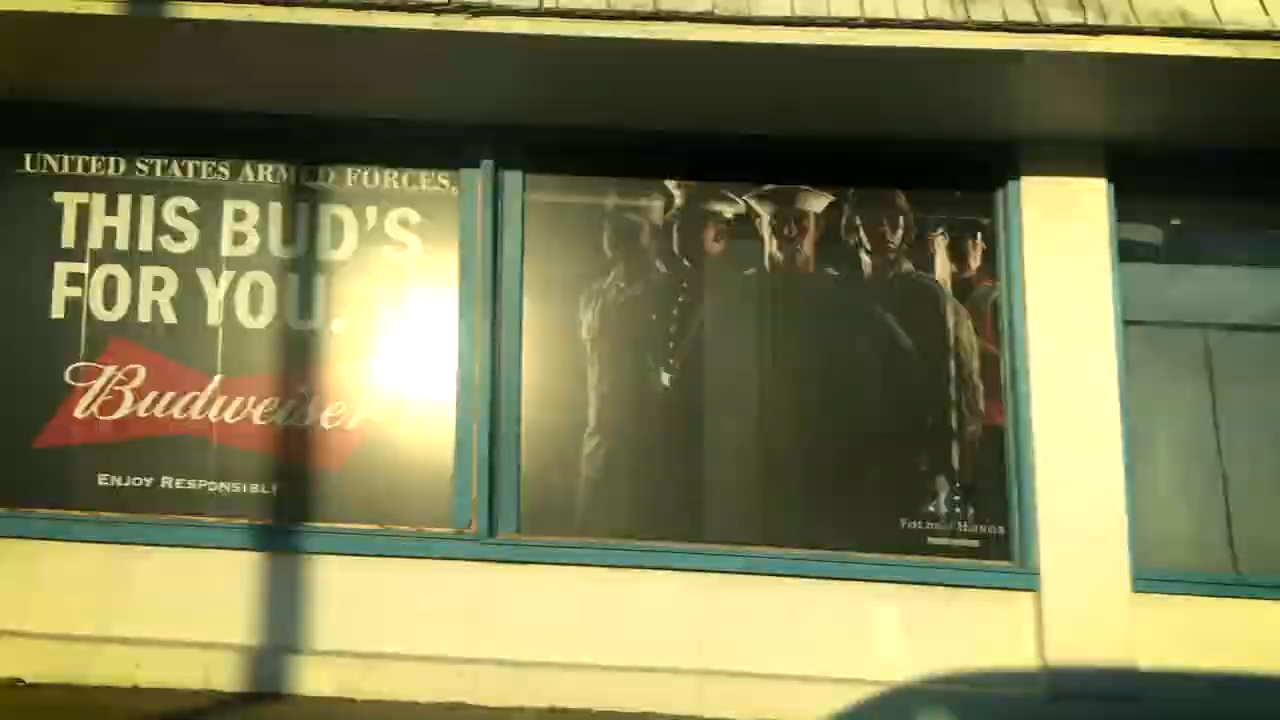 UNITED STATES ARMED FORCES,
THIS BUD'S
FOR YOU.
Budweiser
ENJOY RESPONSIBLY